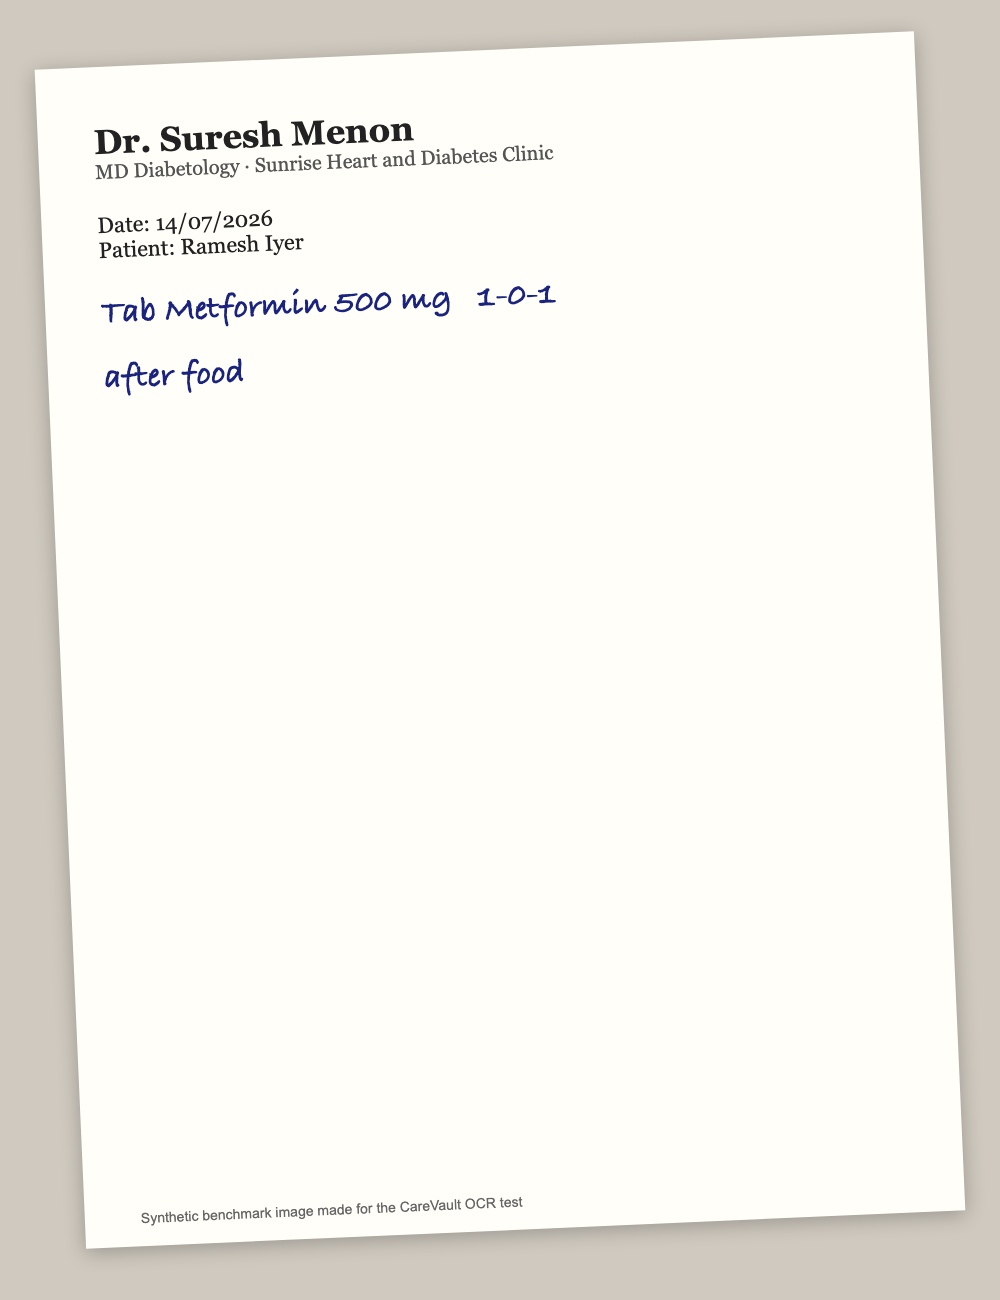 Dr. Suresh Menon
MD Diabetology · Sunrise Heart and Diabetes Clinic
Date: 14/07/2026
Patient: Ramesh Iyer
Tab Metformin 500 mg 1-0-1
after food
Synthetic benchmark image made for the CareVault OCR test